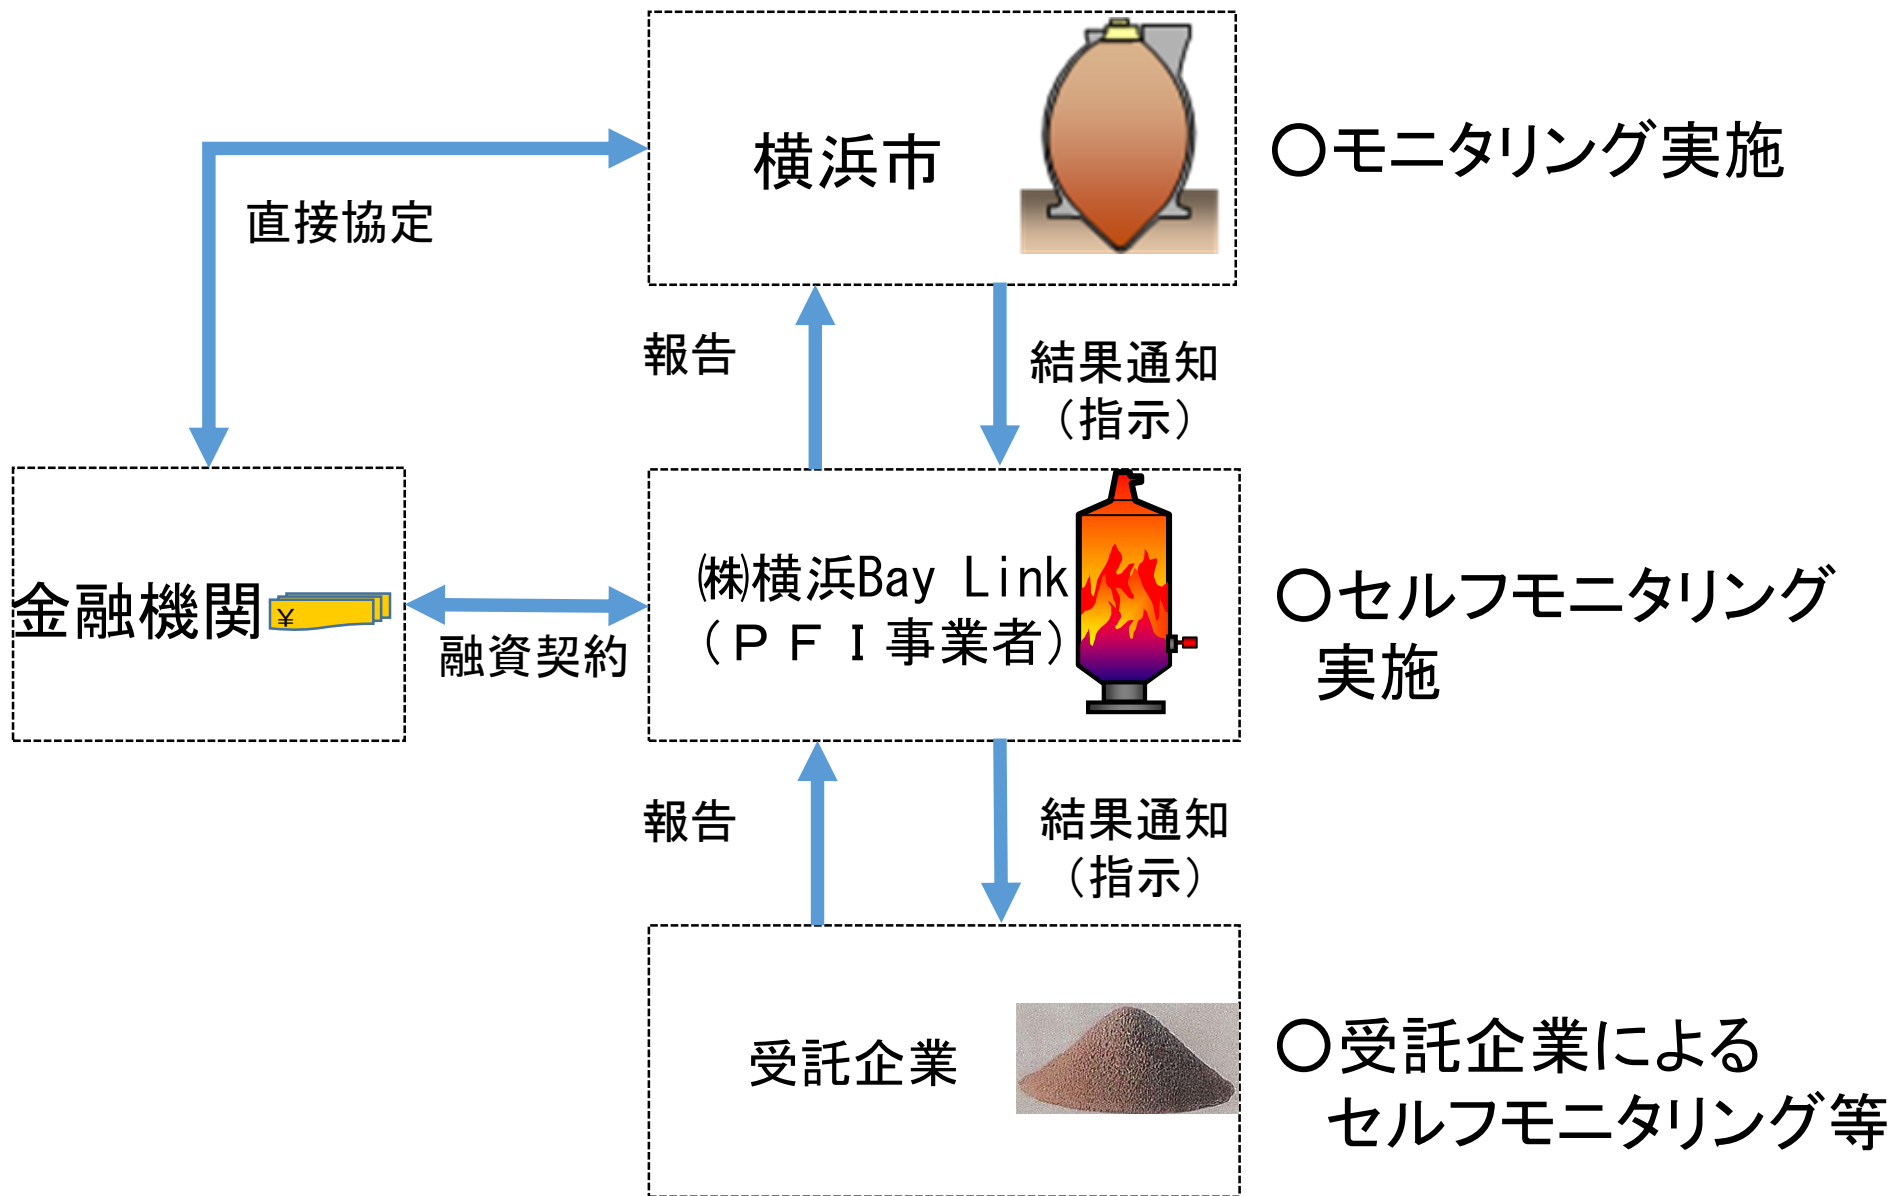 横浜市
〇モニタリング実施
直接協定
報告
結果通知
（指示）
金融機関
¥
融資契約
㈱横浜Bay Link
（ＰＦＩ事業者）
〇セルフモニタリング
実施
報告
結果通知
（指示）
受託企業
〇受託企業による
セルフモニタリング等